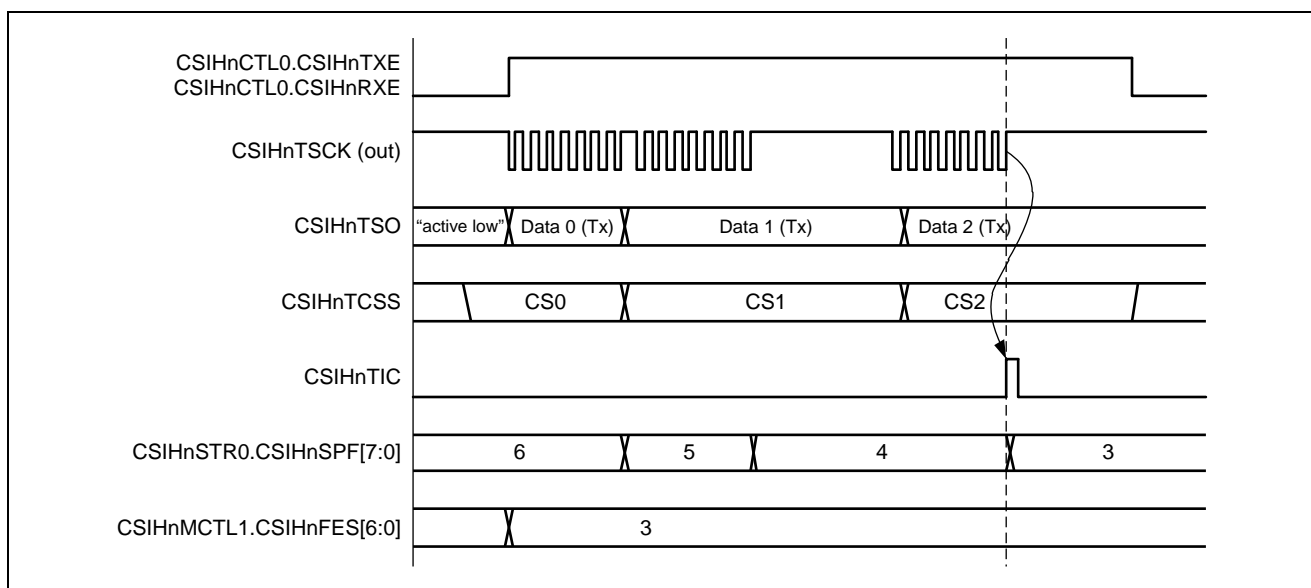 CSIHnCTL0.CSIHnTXE
CSIHnCTL0.CSIHnRXE
CSIHnTSCK (out)
CSIHnTSO
“active low” Data 0 (Tx) Data 1 (Tx) Data 2 (Tx)
CSIHnTCSS
CS0 CS1 CS2
CSIHnTIC
CSIHnSTR0.CSIHnSPF[7:0]
6 5 4 3
CSIHnMCTL1.CSIHnFES[6:0]
3